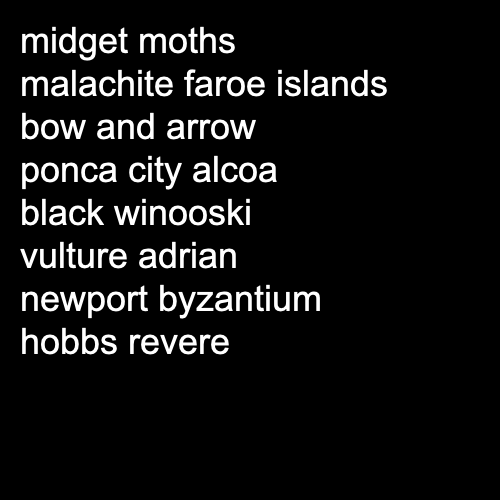 midget moths
malachite faroe islands
bow and arrow
ponca city alcoa
black winooski
vulture adrian
newport byzantium
hobbs revere